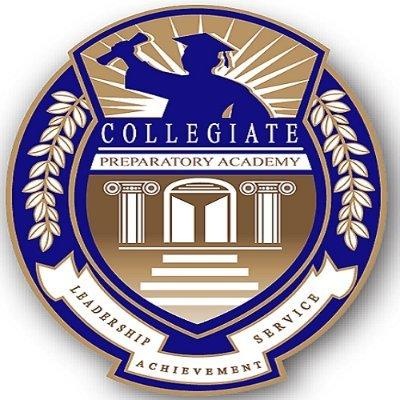 COLLEGIATE
PREPARATORY ACADEMY
LEADERSHIP
ACHIEVEMENT
SERVICE